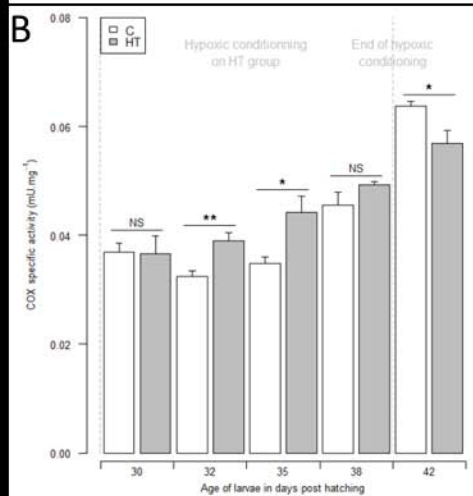 B
C
HT
Hypoxic conditionning
on HT group
End of hypoxic
conditioning
0.08
0.06
0.04
0.02
0.00
COX specific activity (mU.mg⁻¹)
NS
**
*
NS
*
30
32
35
38
42
Age of larvae in days post hatching